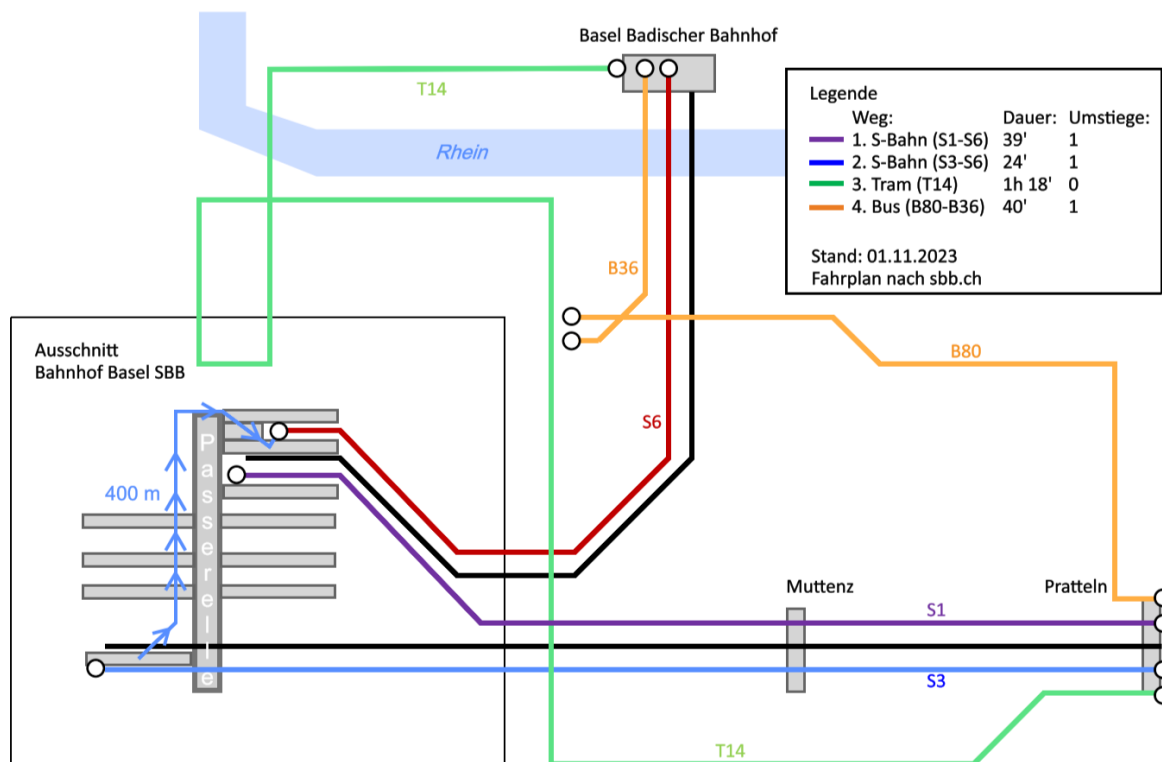 Basel Badischer Bahnhof
T14
Rhein
Legende
Weg: Dauer: Umstiege:
1. S-Bahn (S1-S6) 39' 1
2. S-Bahn (S3-S6) 24' 1
3. Tram (T14) 1h 18' 0
4. Bus (B80-B36) 40' 1
Stand: 01.11.2023
Fahrplan nach sbb.ch
B36
Ausschnitt
Bahnhof Basel SBB
B80
S6
Passerelle
400 m
Muttenz
Pratteln
S1
S3
T14